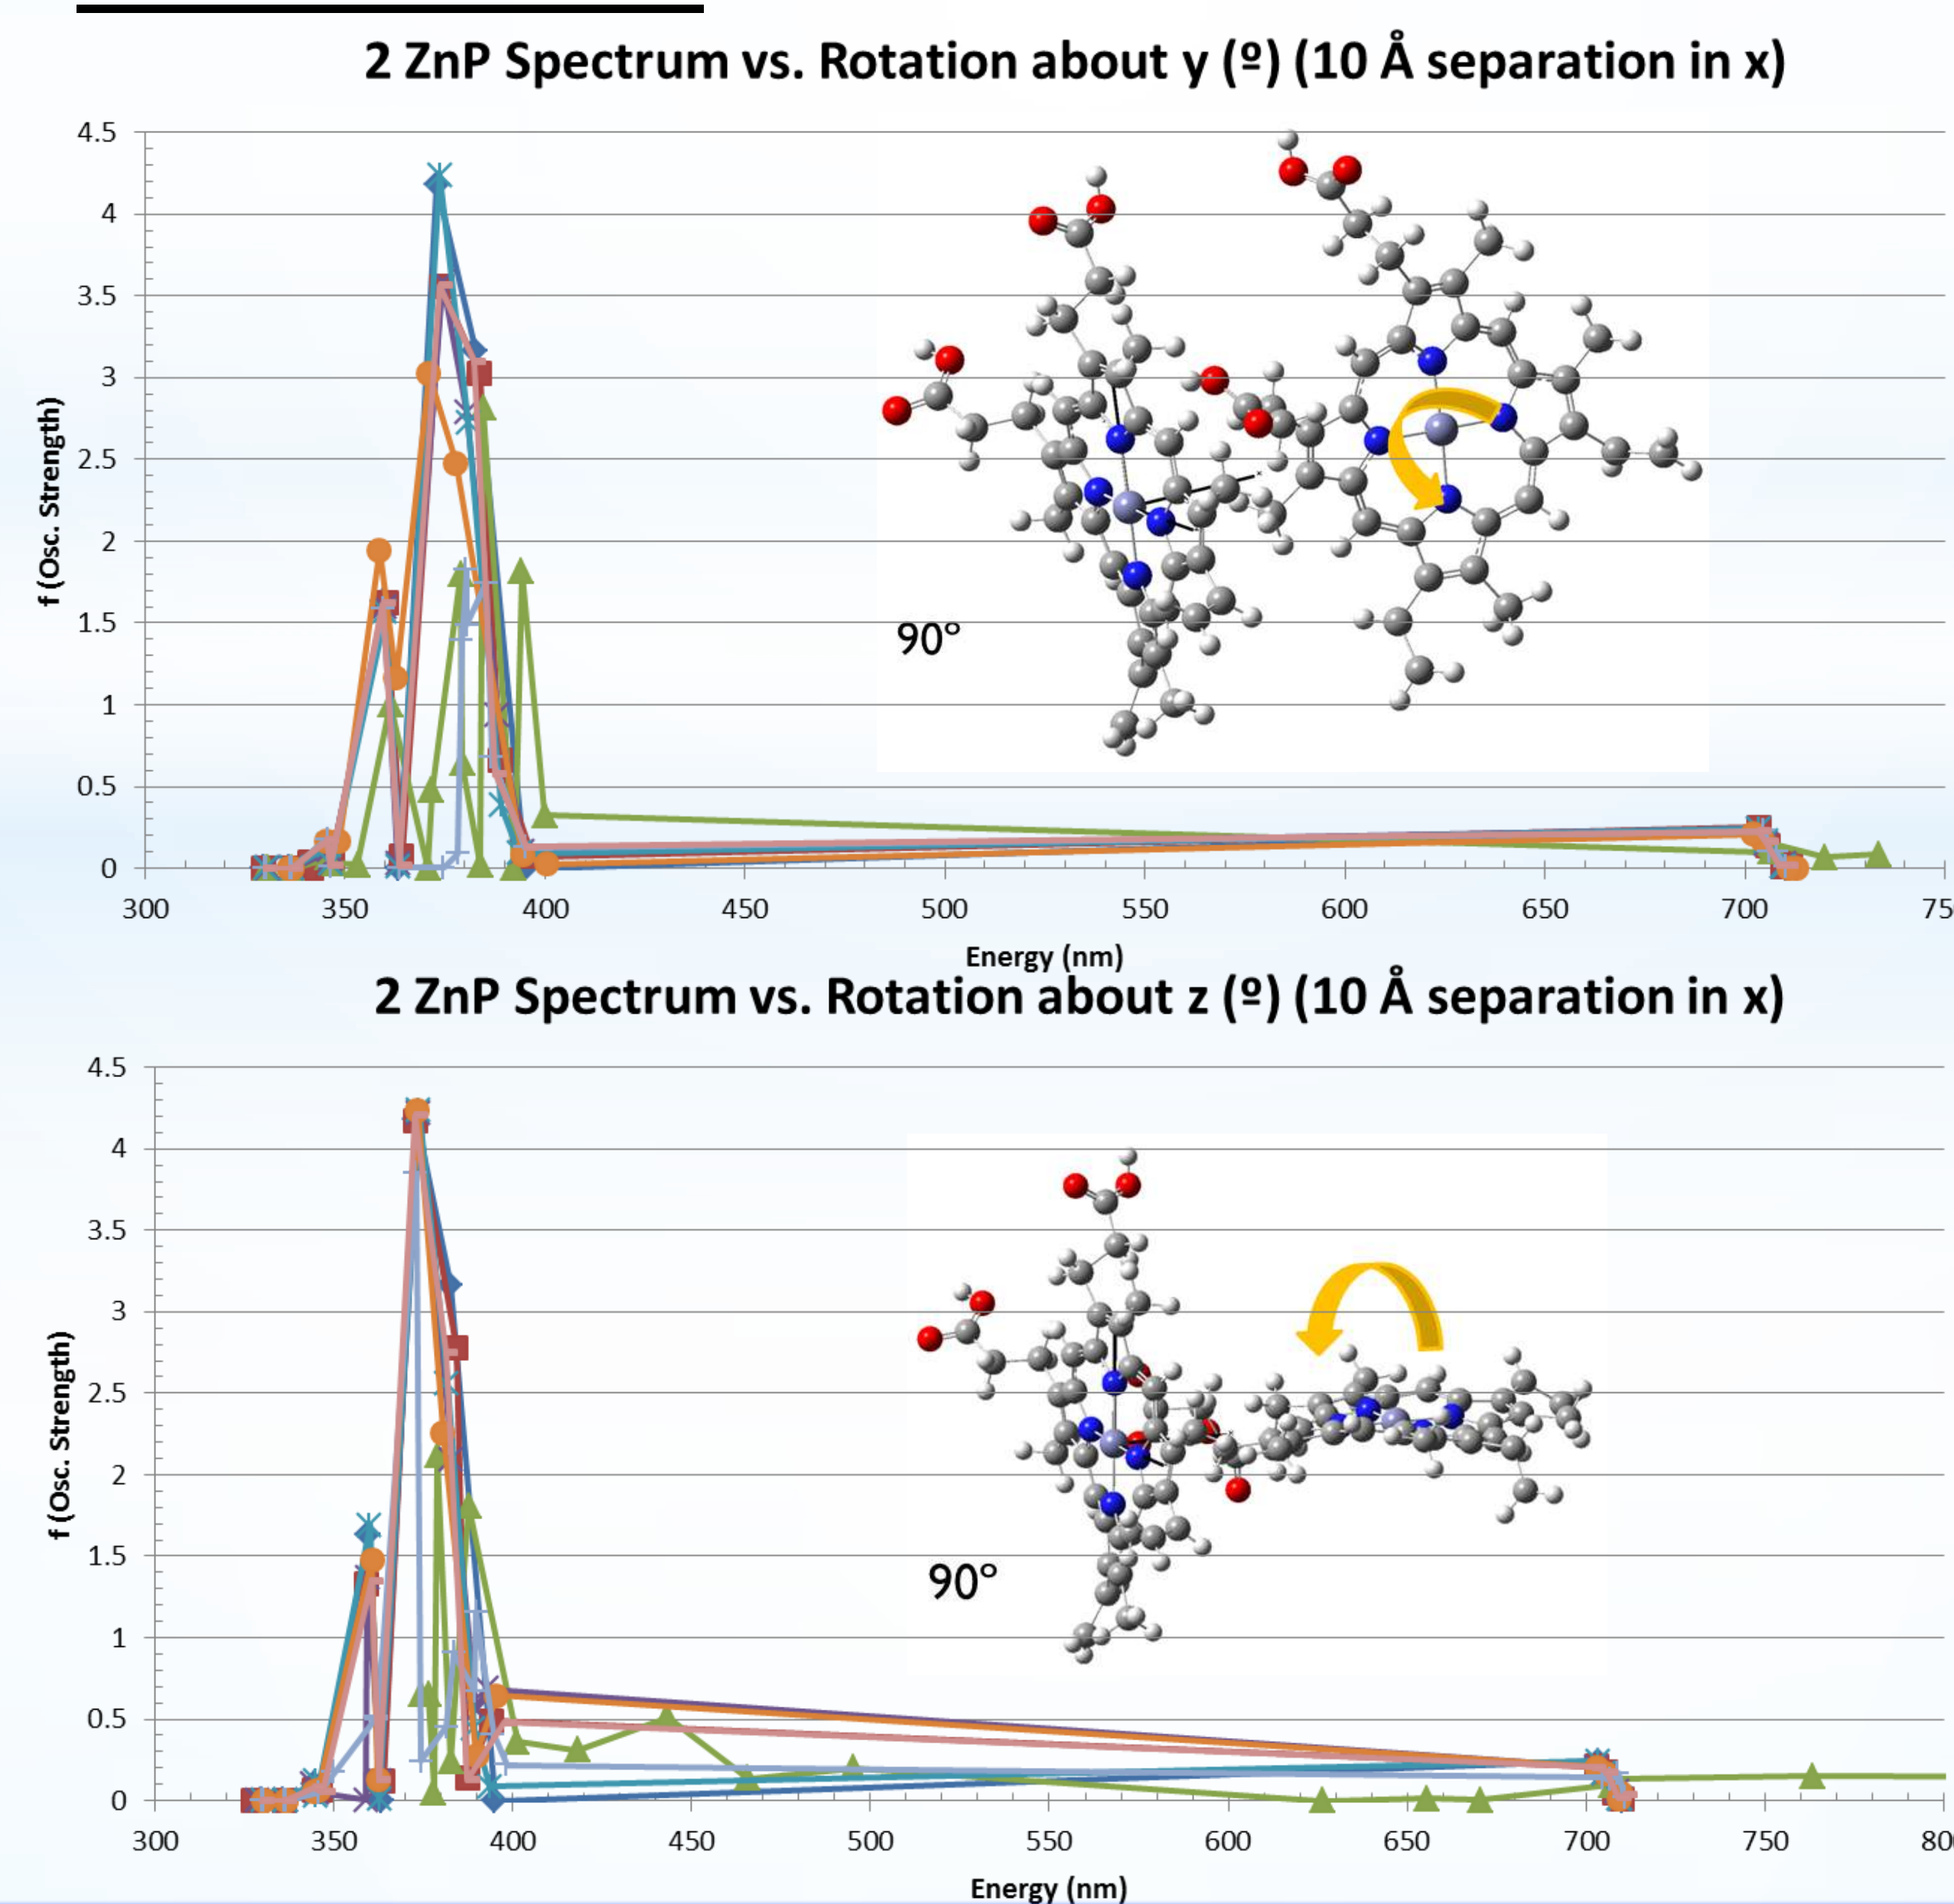 2 ZnP Spectrum vs. Rotation about y (º) (10 Å separation in x)
4.5
4
3.5
3
2.5
2
1.5
1
0.5
0
f (Osc. Strength)
90°
300 350 400 450 500 550 600 650 700 75
Energy (nm)
2 ZnP Spectrum vs. Rotation about z (º) (10 Å separation in x)
4.5
4
3.5
3
2.5
2
1.5
1
0.5
0
f (Osc. Strength)
90°
300 350 400 450 500 550 600 650 700 750 80
Energy (nm)